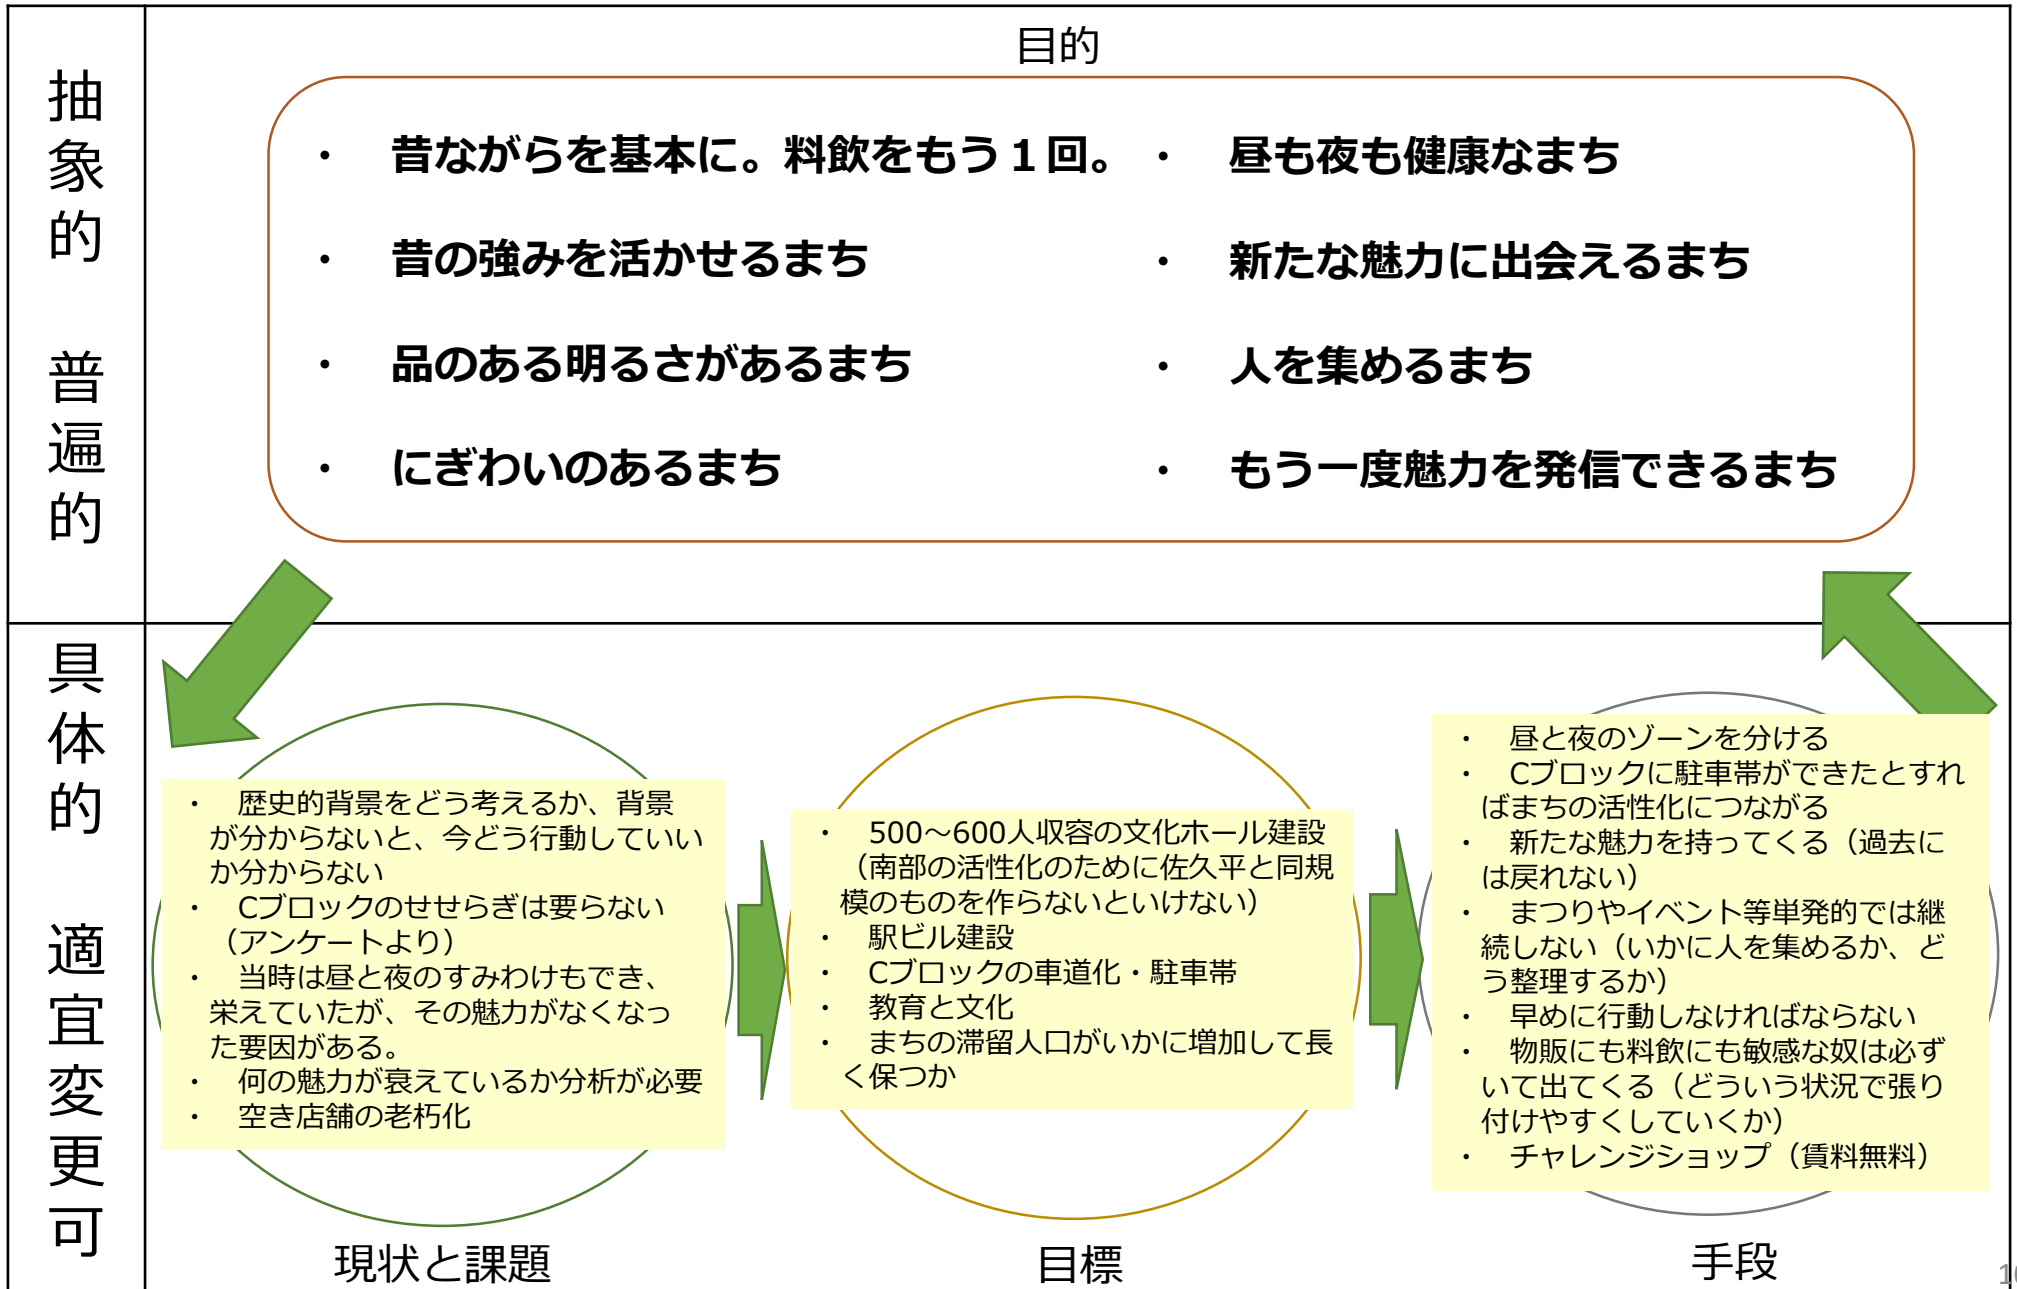 抽象的　普遍的
目的
・　昔ながらを基本に。料飲をもう１回。
・　昔の強みを活かせるまち
・　品のある明るさがあるまち
・　にぎわいのあるまち
・　昼も夜も健康なまち
・　新たな魅力に出会えるまち
・　人を集めるまち
・　もう一度魅力を発信できるまち
具体的　適宜変更可
・　歴史的背景をどう考えるか、背景
が分からないと、今どう行動していい
か分からない
・　Cブロックのせせらぎは要らない
（アンケートより）
・　当時は昼と夜のすみわけもでき、
栄えていたが、その魅力がなくなっ
た要因がある。
・　何の魅力が衰えているか分析が必要
・　空き店舗の老朽化
現状と課題
・　500～600人収容の文化ホール建設
（南部の活性化のために佐久平と同規
模のものを作らないといけない）
・　駅ビル建設
・　Cブロックの車道化・駐車帯
・　教育と文化
・　まちの滞留人口がいかに増加して長
く保つか
目標
・　昼と夜のゾーンを分ける
・　Cブロックに駐車帯ができたとすれ
ばまちの活性化につながる
・　新たな魅力を持ってくる（過去に
は戻れない）
・　まつりやイベント等単発的では継
続しない（いかに人を集めるか、ど
う整理するか）
・　早めに行動しなければならない
・　物販にも料飲にも敏感な奴は必ず
いて出てくる（どういう状況で張り
付けやすくしていくか）
・　チャレンジショップ（賃料無料）
手段